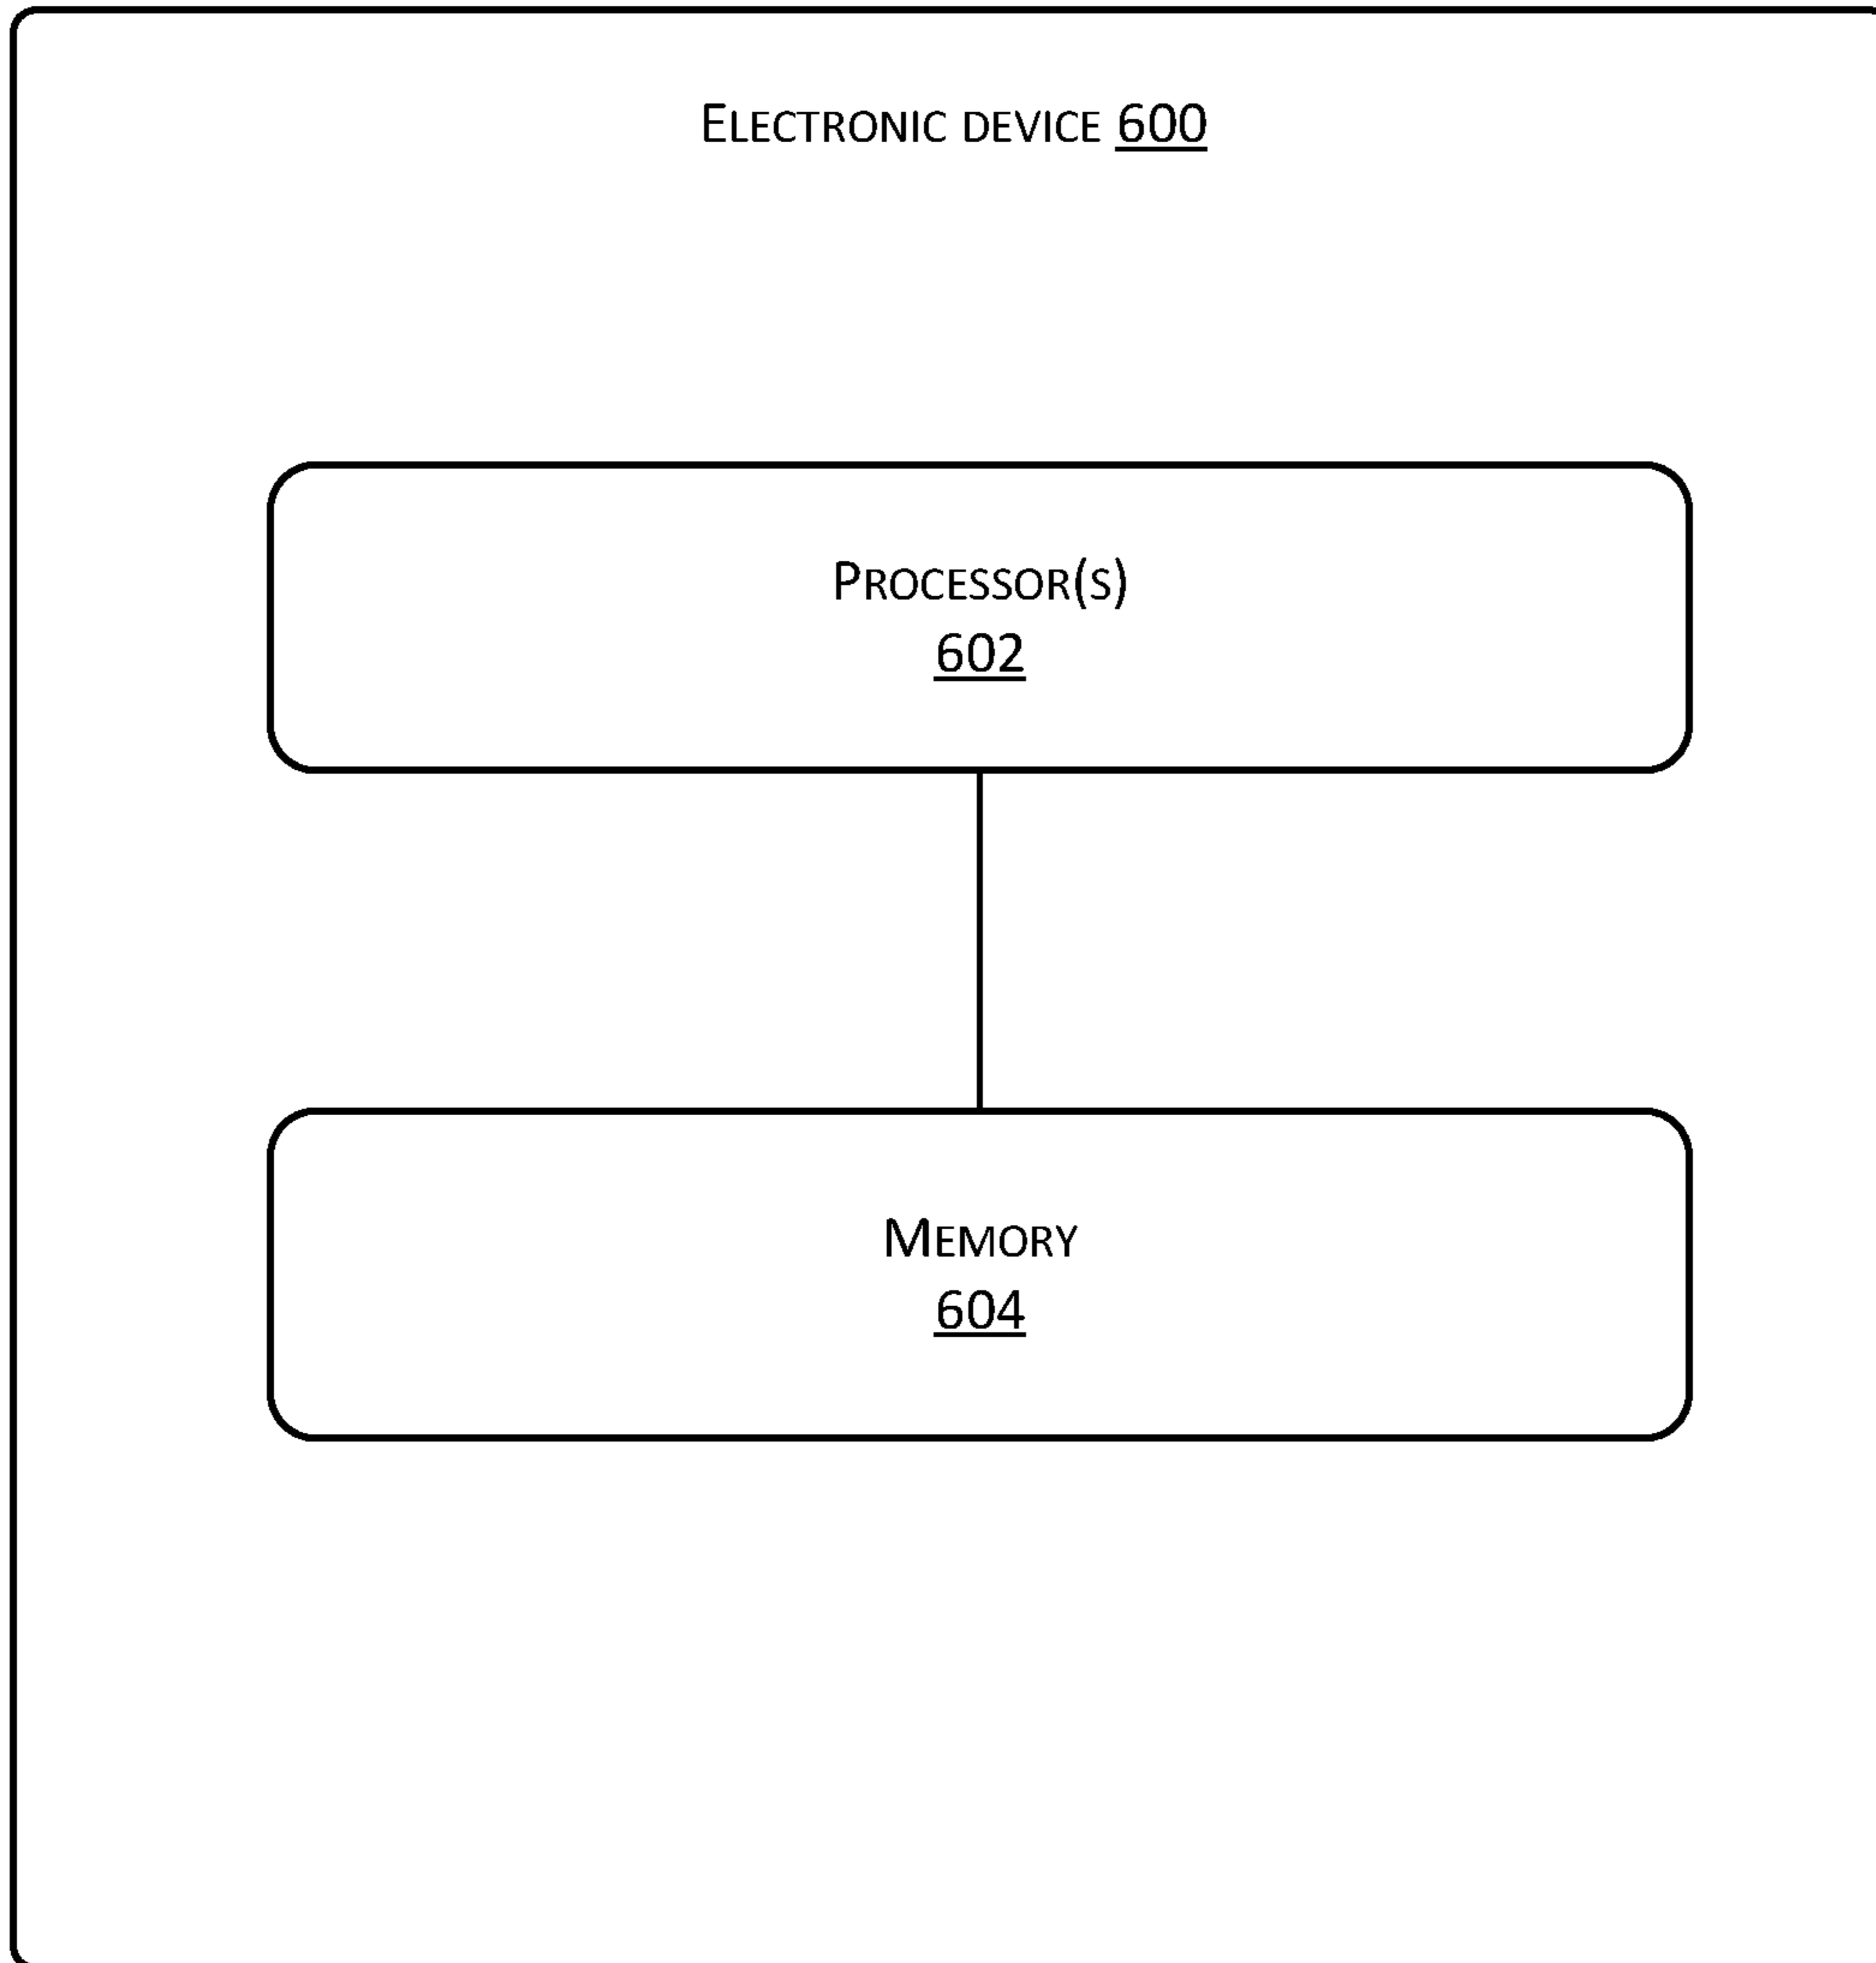 ELECTRONIC DEVICE 600
PROCESSOR(S)
602
MEMORY
604